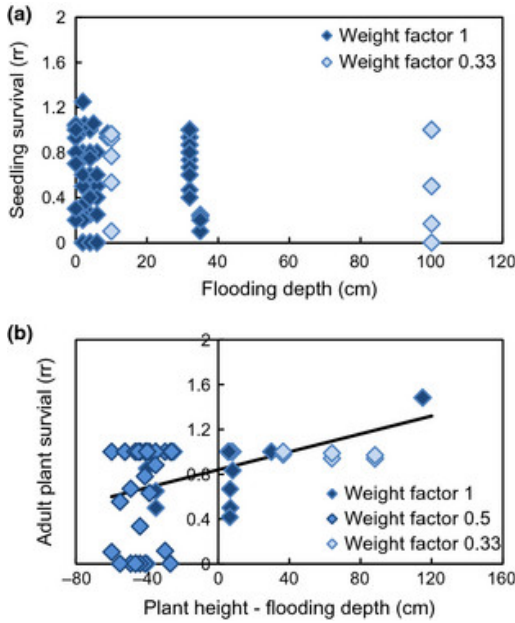 (a)
2
1.6
1.2
0.8
0.4
0
Seedling survival (rr)
Weight factor 1
Weight factor 0.33
0 20 40 60 80 100 120
Flooding depth (cm)
(b)
2
1.6
1.2
0.8
0.4
0
Adult plant survial (rr)
Weight factor 1
Weight factor 0.5
Weight factor 0.33
−80 −40 0 40 80 120 160
Plant height - flooding depth (cm)